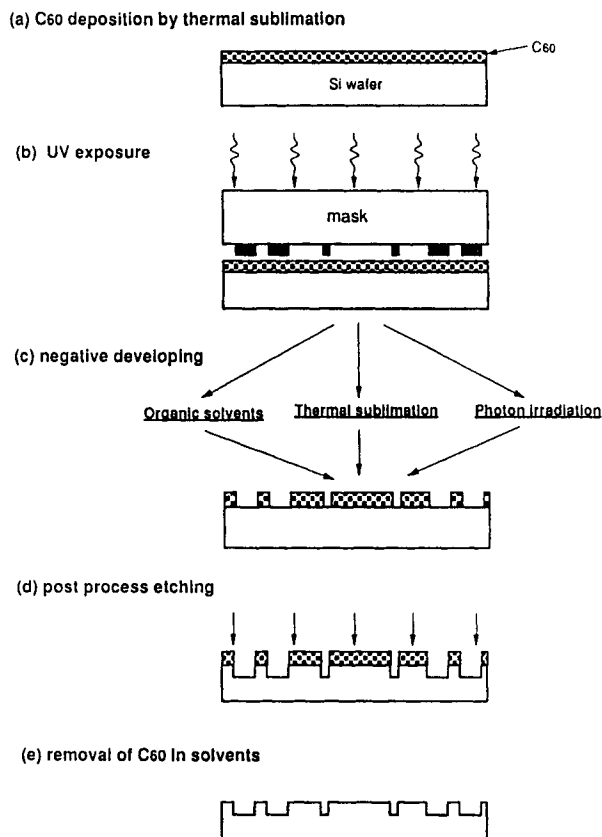 (a) C60 deposition by thermal sublimation
C60
Si wafer
(b) UV exposure
mask
(c) negative developing
Organic solvents Thermal sublimation Photon irradiation
(d) post process etching
(e) removal of C60 in solvents